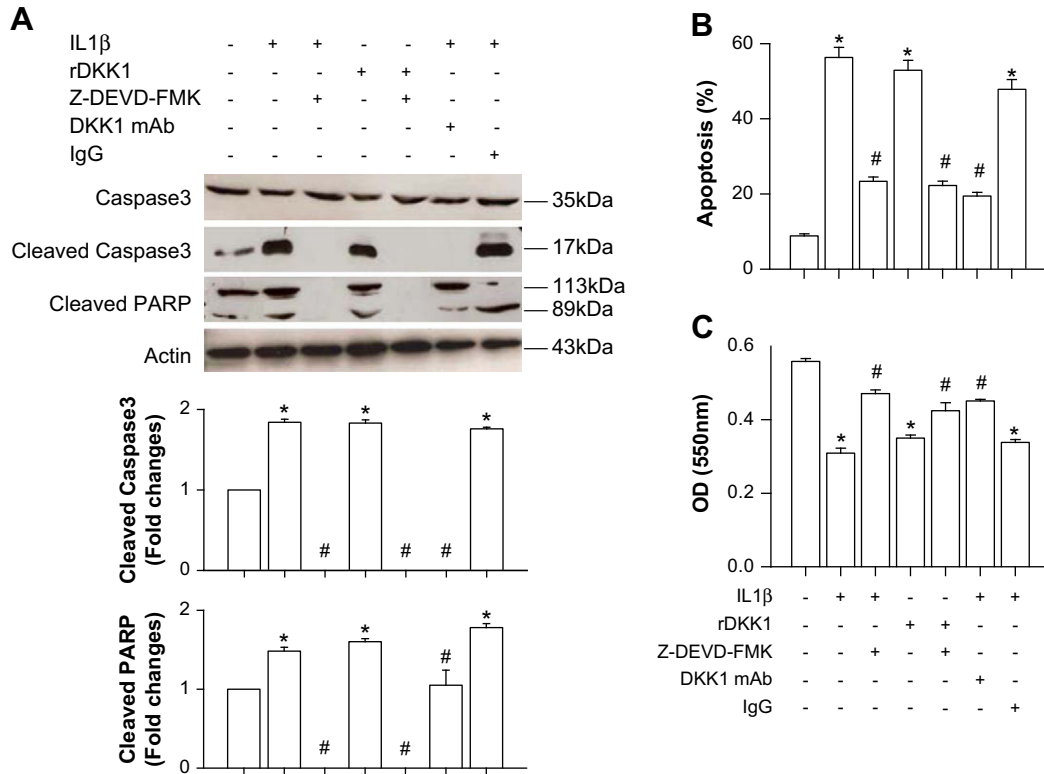 A
IL1β - + + - - + +
rDKK1 - - - + + - -
Z-DEVD-FMK - - + - + - -
DKK1 mAb - - - - - + -
IgG - - - - - - +
Caspase3 35kDa
Cleaved Caspase3 17kDa
Cleaved PARP 113kDa
89kDa
Actin 43kDa
Cleaved Caspase3
(Fold changes)
2
1
0
* # * # # *
Cleaved PARP
(Fold changes)
2
1
0
* # * # # *
B
Apoptosis (%)
60
40
20
0
* # * # # *
C
OD (550nm)
0.6
0.4
0.2
0.0
* # * # # *
IL1β - + + - - + +
rDKK1 - - - + + - -
Z-DEVD-FMK - - + - + - -
DKK1 mAb - - - - - + -
IgG - - - - - - +